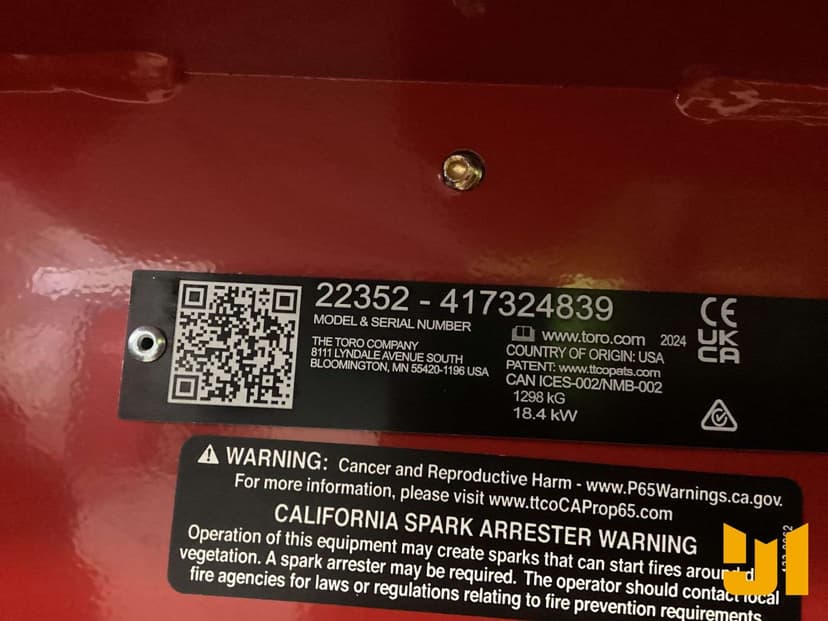 22352 - 417324839
MODEL & SERIAL NUMBER
THE TORO COMPANY
8111 LYNDALE AVENUE SOUTH
BLOOMINGTON, MN 55420-1196 USA
www.toro.com 2024
COUNTRY OF ORIGIN: USA
PATENT: www.ttcopats.com
CAN ICES-002/NMB-002
1298 kG
18.4 kW
CE
UK
CA
WARNING: Cancer and Reproductive Harm - www.P65Warnings.ca.gov.
For more information, please visit www.ttcoCAProp65.com
CALIFORNIA SPARK ARRESTER WARNING
Operation of this equipment may create sparks that can start fires around
vegetation. A spark arrester may be required. The operator should contact local
fire agencies for laws or regulations relating to fire prevention requirements.